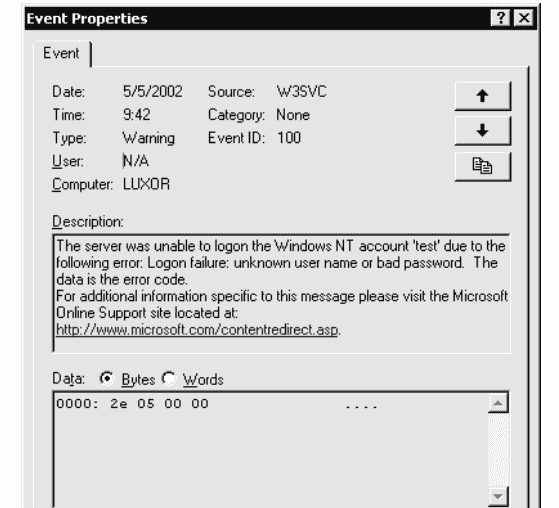 Event Properties
Event
Date: 5/5/2002 Source: W3SVC
Time: 9:42 Category: None
Type: Warning Event ID: 100
User: N/A
Computer: LUXOR
Description:
The server was unable to logon the Windows NT account 'test' due to the
following error: Logon failure: unknown user name or bad password. The
data is the error code.
For additional information specific to this message please visit the Microsoft
Online Support site located at:
http://www.microsoft.com/contentredirect.asp.
Data: Bytes Words
0000: 2e 05 00 00 ....